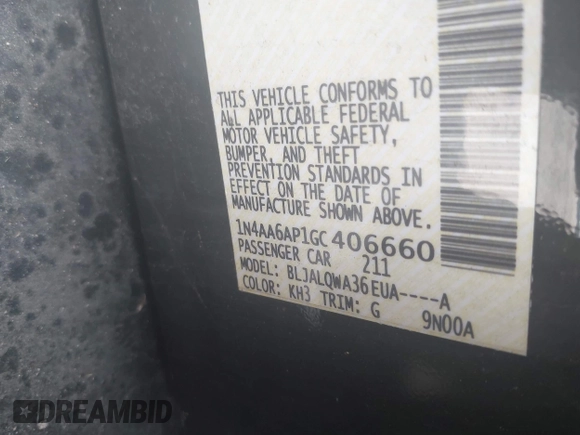 THIS VEHICLE CONFORMS TO
ALL APPLICABLE FEDERAL
MOTOR VEHICLE SAFETY,
BUMPER, AND THEFT
PREVENTION STANDARDS IN
EFFECT ON THE DATE OF
MANUFACTURE SHOWN ABOVE.
1N4AA6AP1GC406660
PASSENGER CAR 211
MODEL: BLJALQWA36EUA----A
COLOR: KH3 TRIM: G 9N00A
DREAMBID